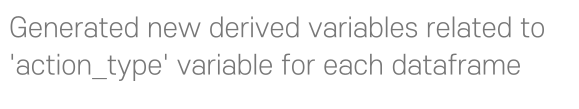 Generated new derived variables related to
'action_type' variable for each dataframe